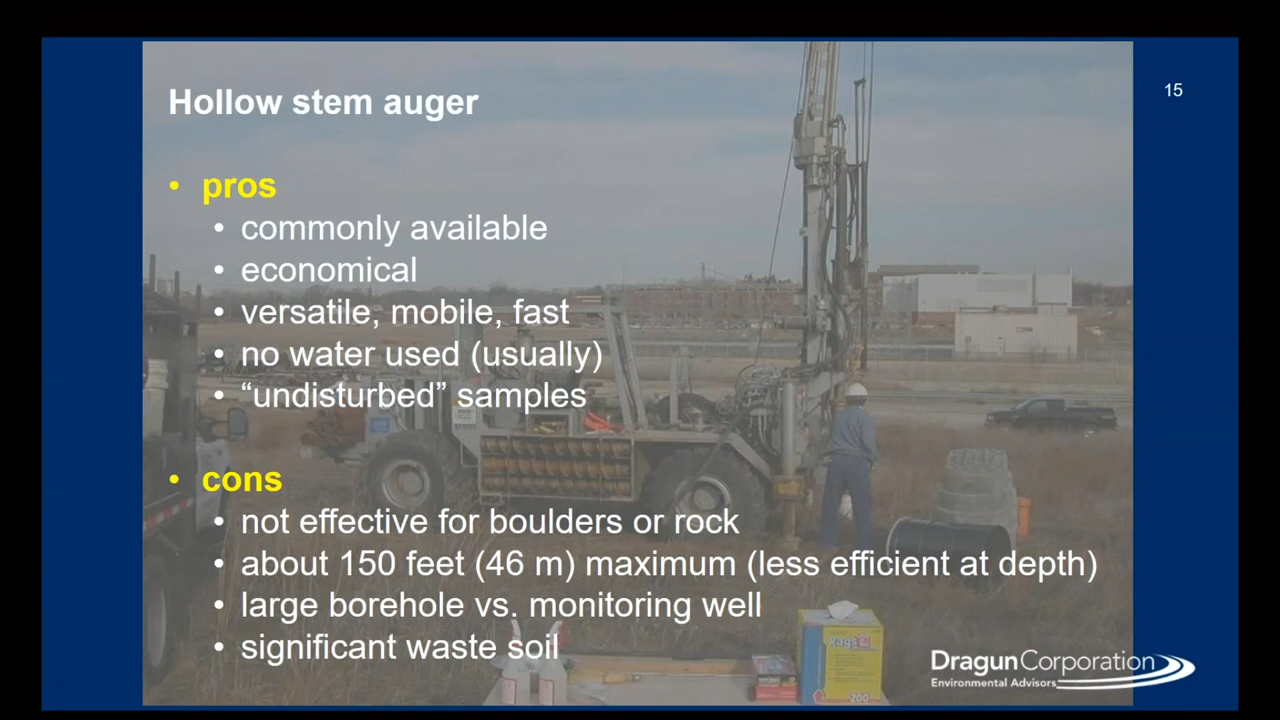 15
Hollow stem auger
• pros
• commonly available
• economical
• versatile, mobile, fast
• no water used (usually)
• “undisturbed” samples
• cons
• not effective for boulders or rock
• about 150 feet (46 m) maximum (less efficient at depth)
• large borehole vs. monitoring well
• significant waste soil
Rags
200
DragunCorporation
Environmental Advisors